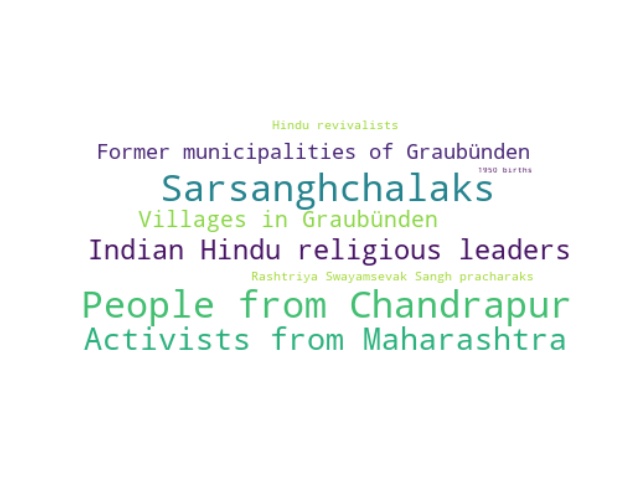 Hindu revivalists
Former municipalities of Graubünden
1950 births
Sarsanghchalaks
Villages in Graubünden
Indian Hindu religious leaders
Rashtriya Swayamsevak Sangh pracharaks
People from Chandrapur
Activists from Maharashtra